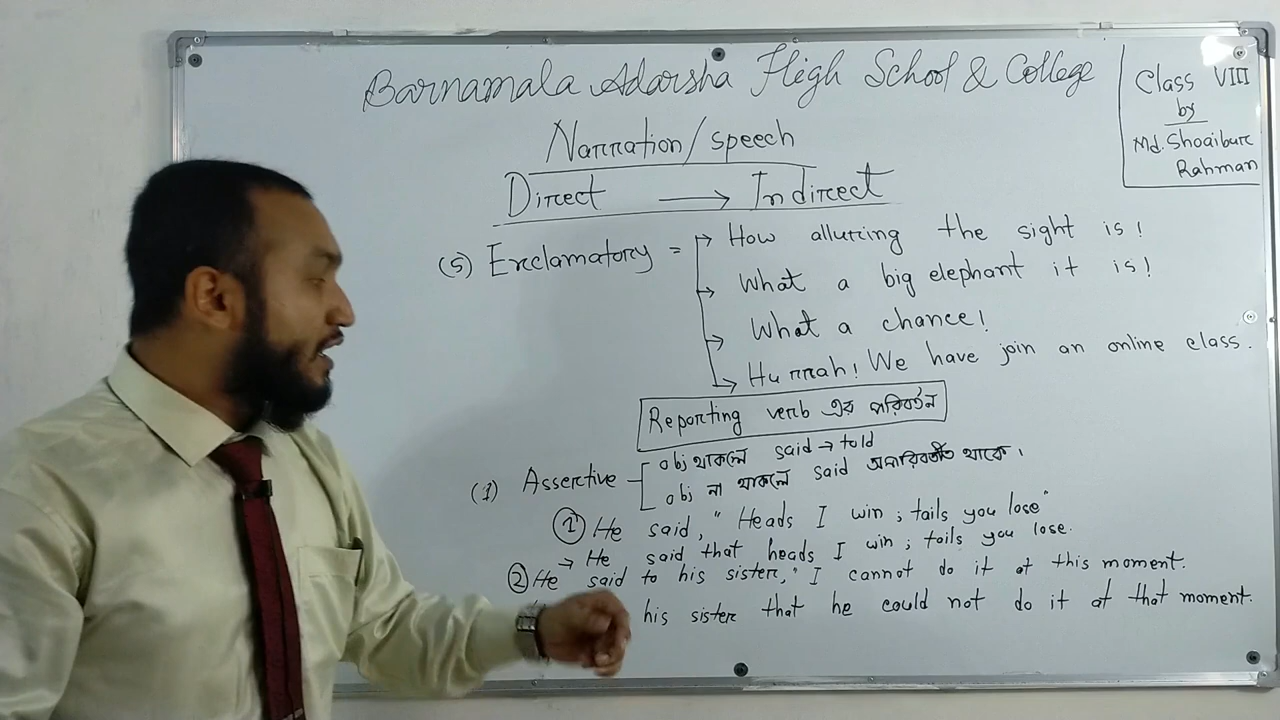 Barnamala Adarsha High School & College
Class VIII
by
Md. Shoaibur
Rahman
Narration/speech
Direct → Indirect
(5) Exclamatory = → How allurring the sight is!
→ What a big elephant it is!
→ What a chance!
→ Hurrah! We have join an online class.
Reporting verb এর পরিবর্তন
(1) Assertive obj থাকলে said → told
obj না থাকলে said অপরিবর্তীত থাকে।
① He said, "Heads I win; tails you lose"
→ He said that heads I win; tails you lose.
② He said to his sister, "I cannot do it at this moment.
his sister that he could not do it at that moment.